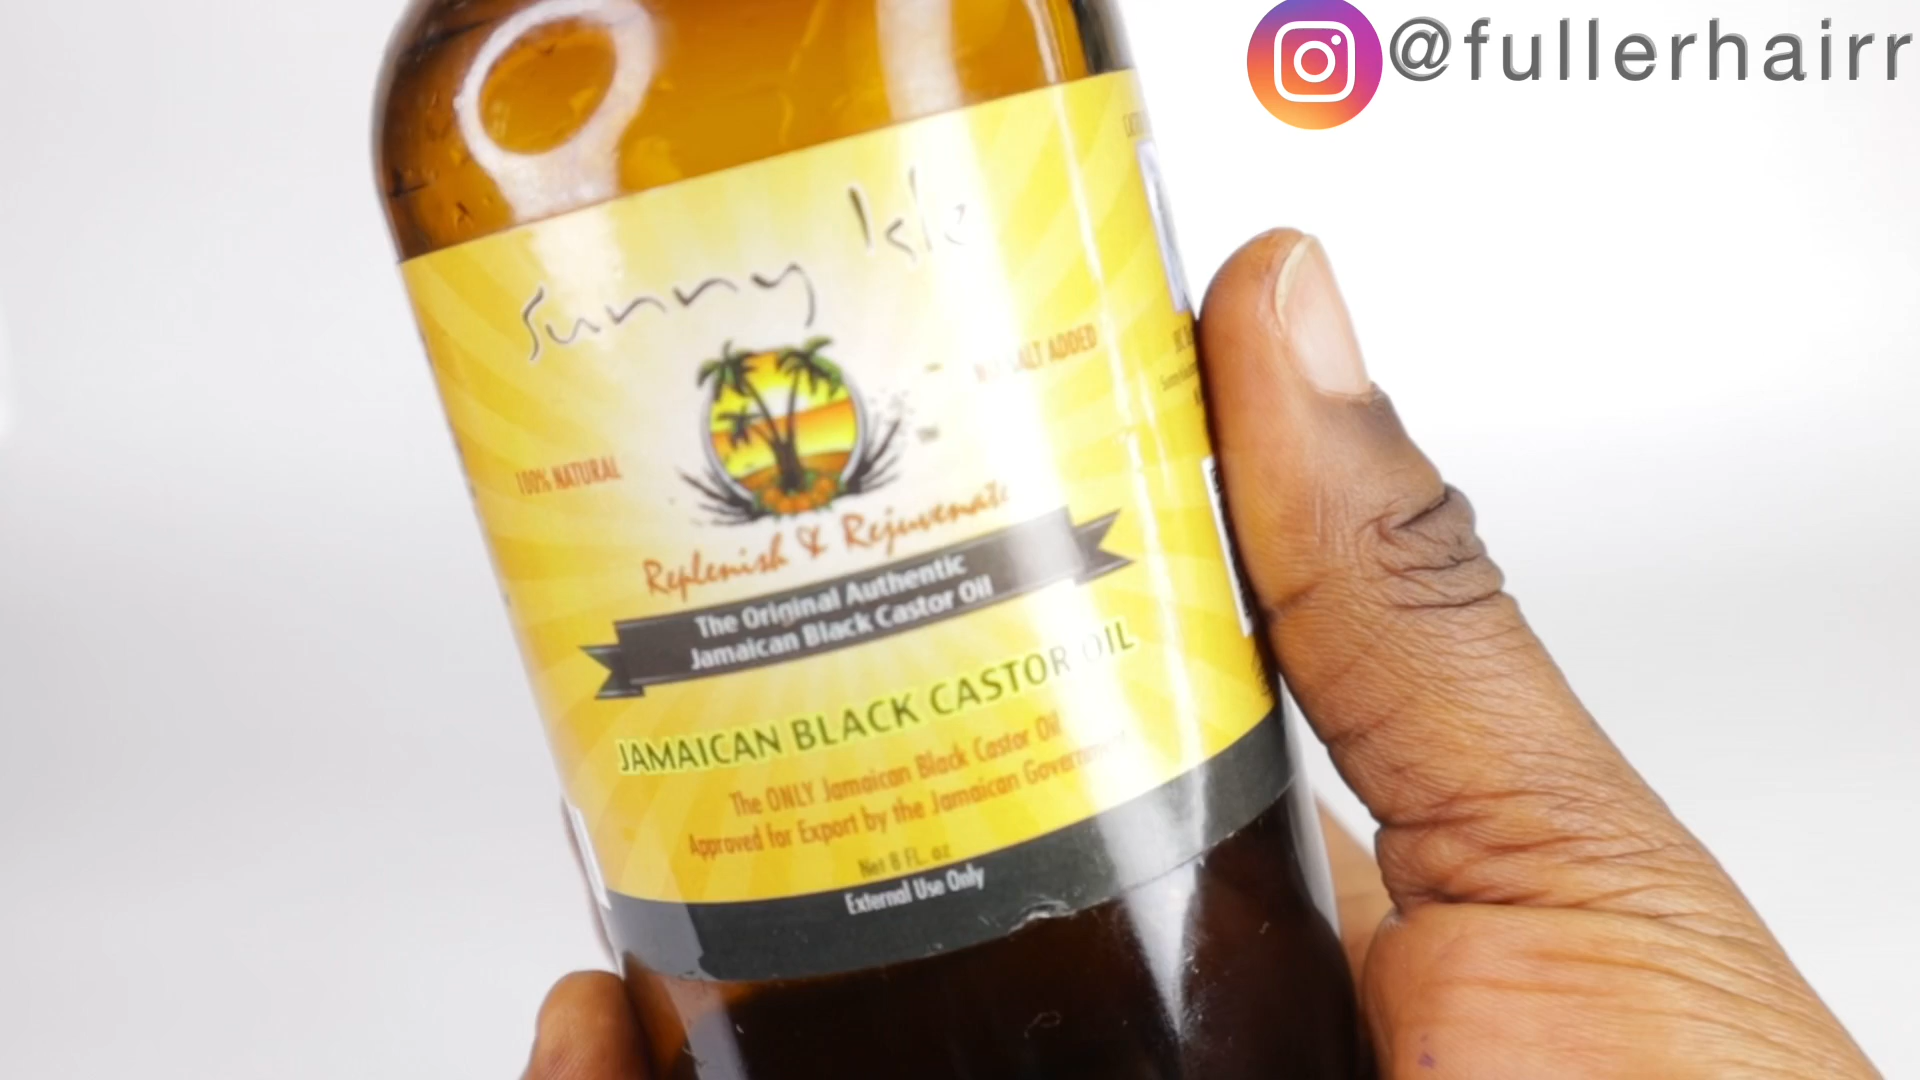 @fullerhairr
Sunny Isle
SALT ADDED
100% NATURAL
Replenish & Rejuvenate
The Original Authentic
Jamaican Black Castor Oil
JAMAICAN BLACK CASTOR OIL
The ONLY Jamaican Black Castor Oil
Approved for Export by the Jamaican Government
Net 8 FL. oz
External Use Only